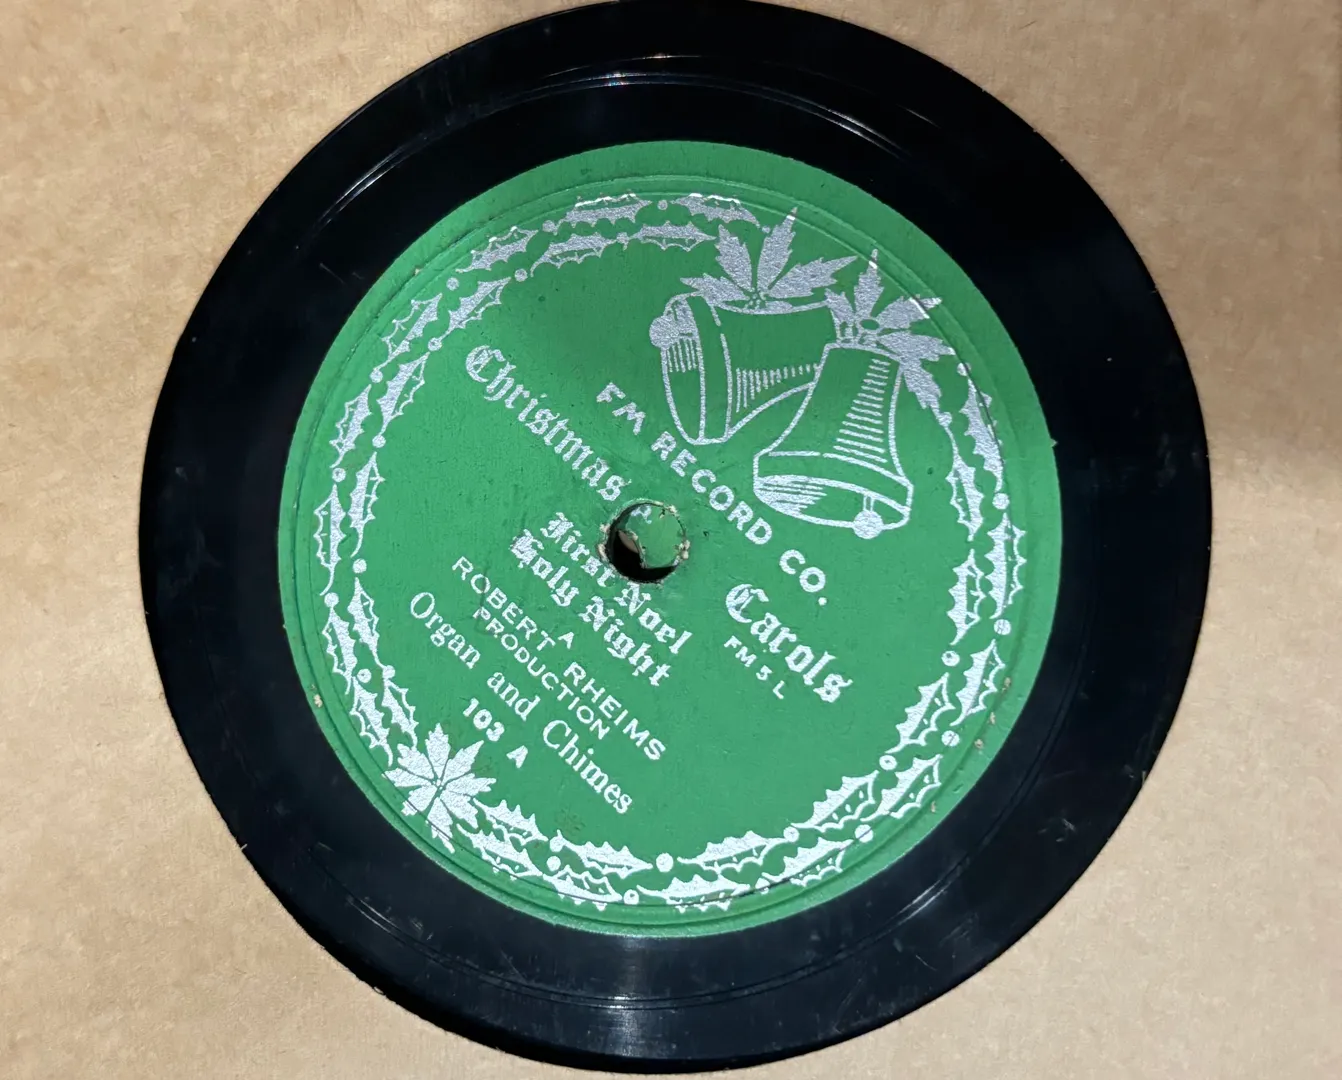 FM RECORD CO.
Christmas Carols
FM 5 L
First Noel
Holy Night
A
ROBERT RHEIMS
PRODUCTION
Organ and Chimes
103 A